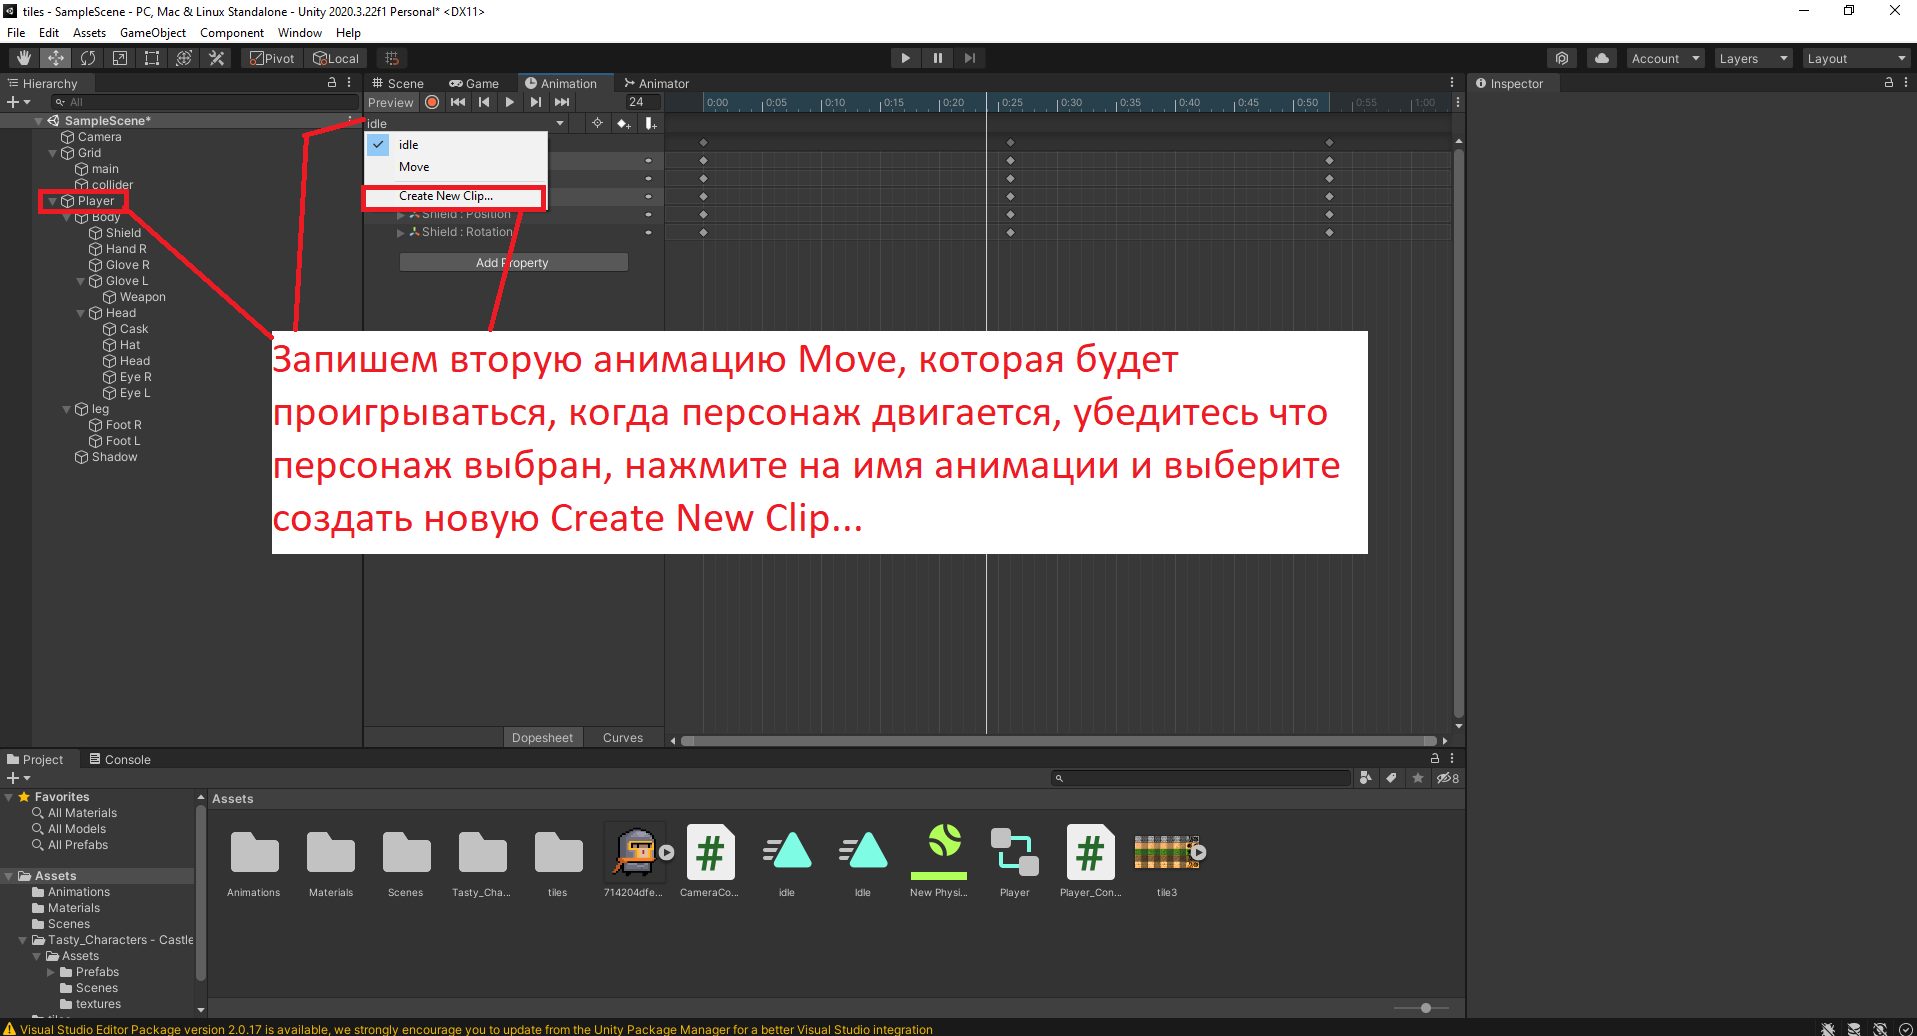 tiles - SampleScene - PC, Mac & Linux Standalone - Unity 2020.3.22f1 Personal* <DX11>
File Edit Assets GameObject Component Window Help
Pivot Local
Account Layers Layout
Hierarchy
All
SampleScene*
Camera
Grid
main
collider
Player
Body
Shield
Hand R
Glove R
Glove L
Weapon
Head
Cask
Hat
Head
Eye R
Eye L
leg
Foot R
Foot L
Shadow
Scene Game Animation Animator
Preview 24
0:00 0:05 0:10 0:15 0:20 0:25 0:30 0:35 0:40 0:45 0:50 0:55 1:00
idle
idle
Move
Create New Clip...
Shield : Position
Shield : Rotation
Add Property
Запишем вторую анимацию Move, которая будет
проигрываться, когда персонаж двигается, убедитесь что
персонаж выбран, нажмите на имя анимации и выберите
создать новую Create New Clip...
Dopesheet Curves
Inspector
Project Console
8
Favorites
All Materials
All Models
All Prefabs
Assets
Animations
Materials
Scenes
Tasty_Characters - Castle
Assets
Prefabs
Scenes
textures
Assets
Animations Materials Scenes Tasty_Cha... tiles 714204dfe... CameraCo... idle Idle New Physi... Player Player_Con... tile3
Visual Studio Editor Package version 2.0.17 is available, we strongly encourage you to update from the Unity Package Manager for a better Visual Studio integration